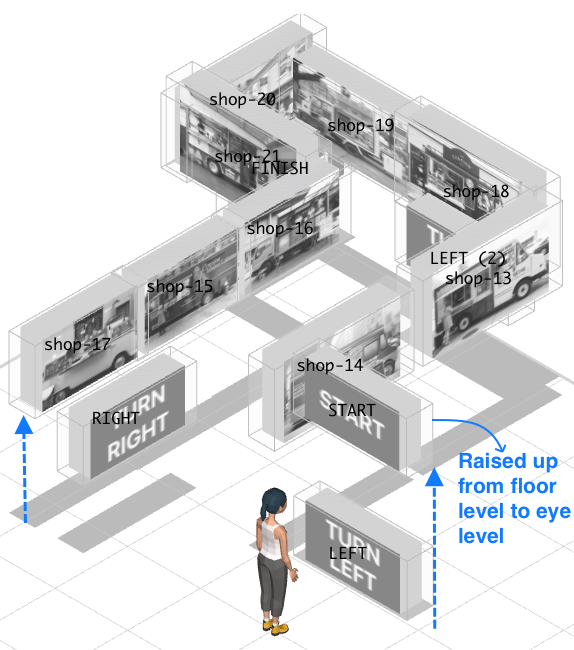 shop-20
shop-19
shop-21
FINISH
shop-18
shop-16
LEFT (2)
shop-13
shop-15
shop-17
shop-14
START
START
TURN
RIGHT
RIGHT
Raised up
from floor
level to eye
level
TURN
LEFT
LEFT